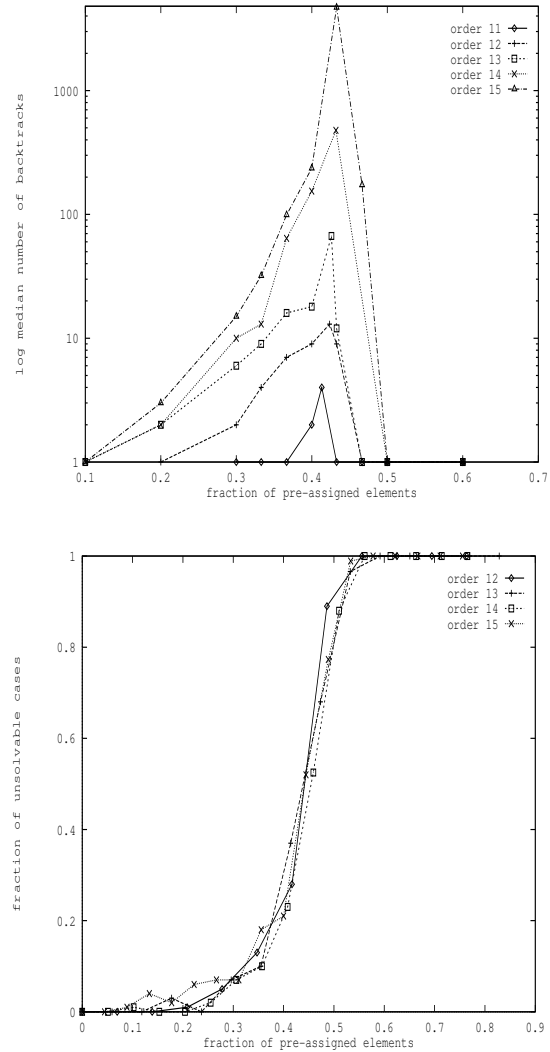 order 11
order 12
order 13
order 14
order 15
1000
100
10
1
log median number of backtracks
0.1 0.2 0.3 0.4 0.5 0.6 0.7
fraction of pre-assigned elements
order 12
order 13
order 14
order 15
1
0.8
0.6
0.4
0.2
0
fraction of unsolvable cases
0 0.1 0.2 0.3 0.4 0.5 0.6 0.7 0.8 0.9
fraction of pre-assigned elements